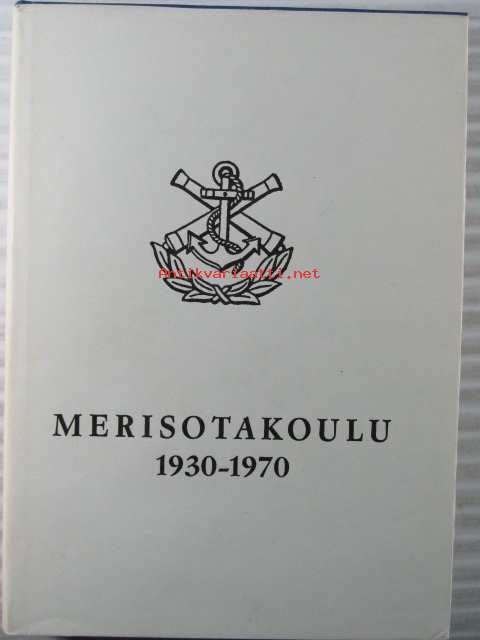 Antikvariaatti.net
MERISOTAKOULU
1930-1970